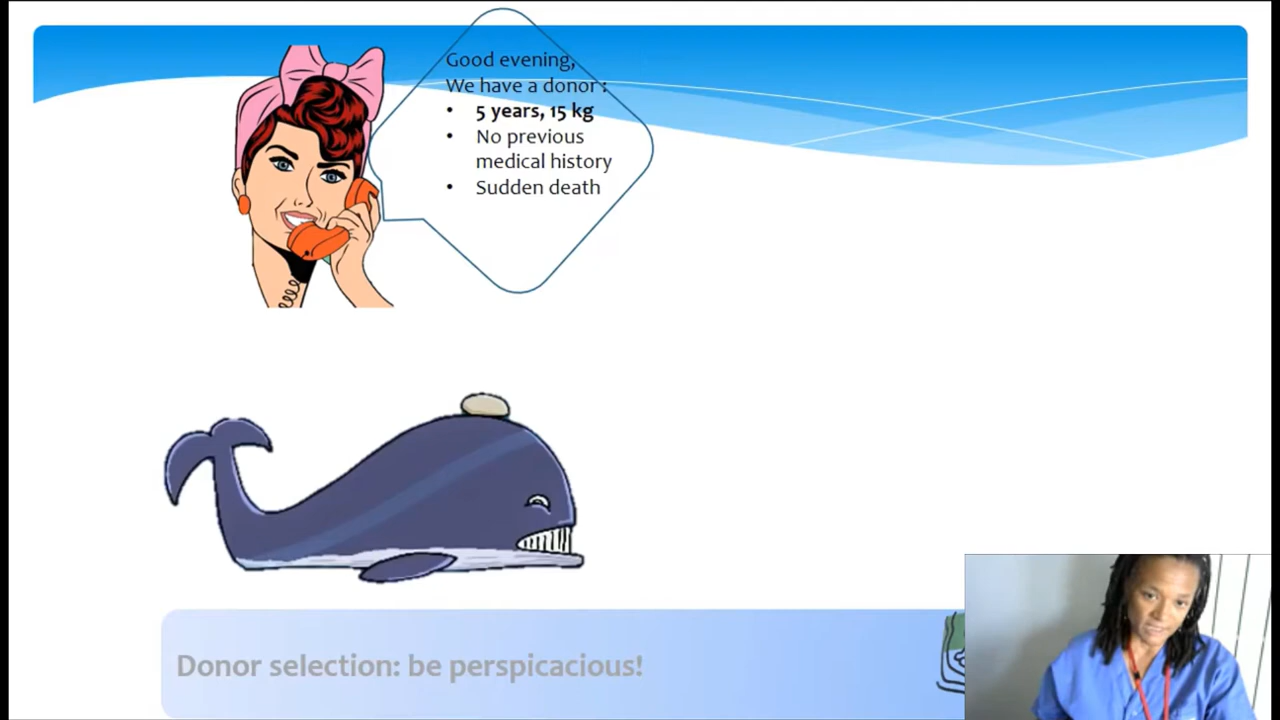 Good evening,
We have a donor :
• 5 years, 15 kg
• No previous
medical history
• Sudden death
Donor selection: be perspicacious!